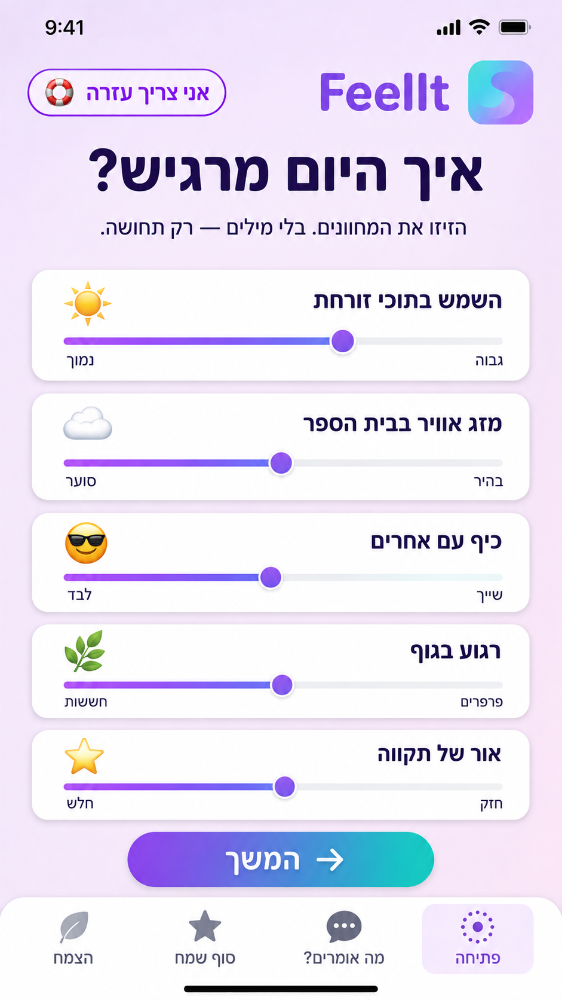 9:41
FeelIt
אני צריך עזרה
איך היום מרגיש?
הזיזו את המחוונים. בלי מילים — רק תחושה.
השמש בתוכי זורחת
גבוה
נמוך
מזג אוויר בבית הספר
בהיר
סוער
כיף עם אחרים
שייך
לבד
רגוע בגוף
פרפרים
חששות
אור של תקווה
חזק
חלש
→ המשך
פתיחה
מה אומרים?
סוף שמח
הצמח